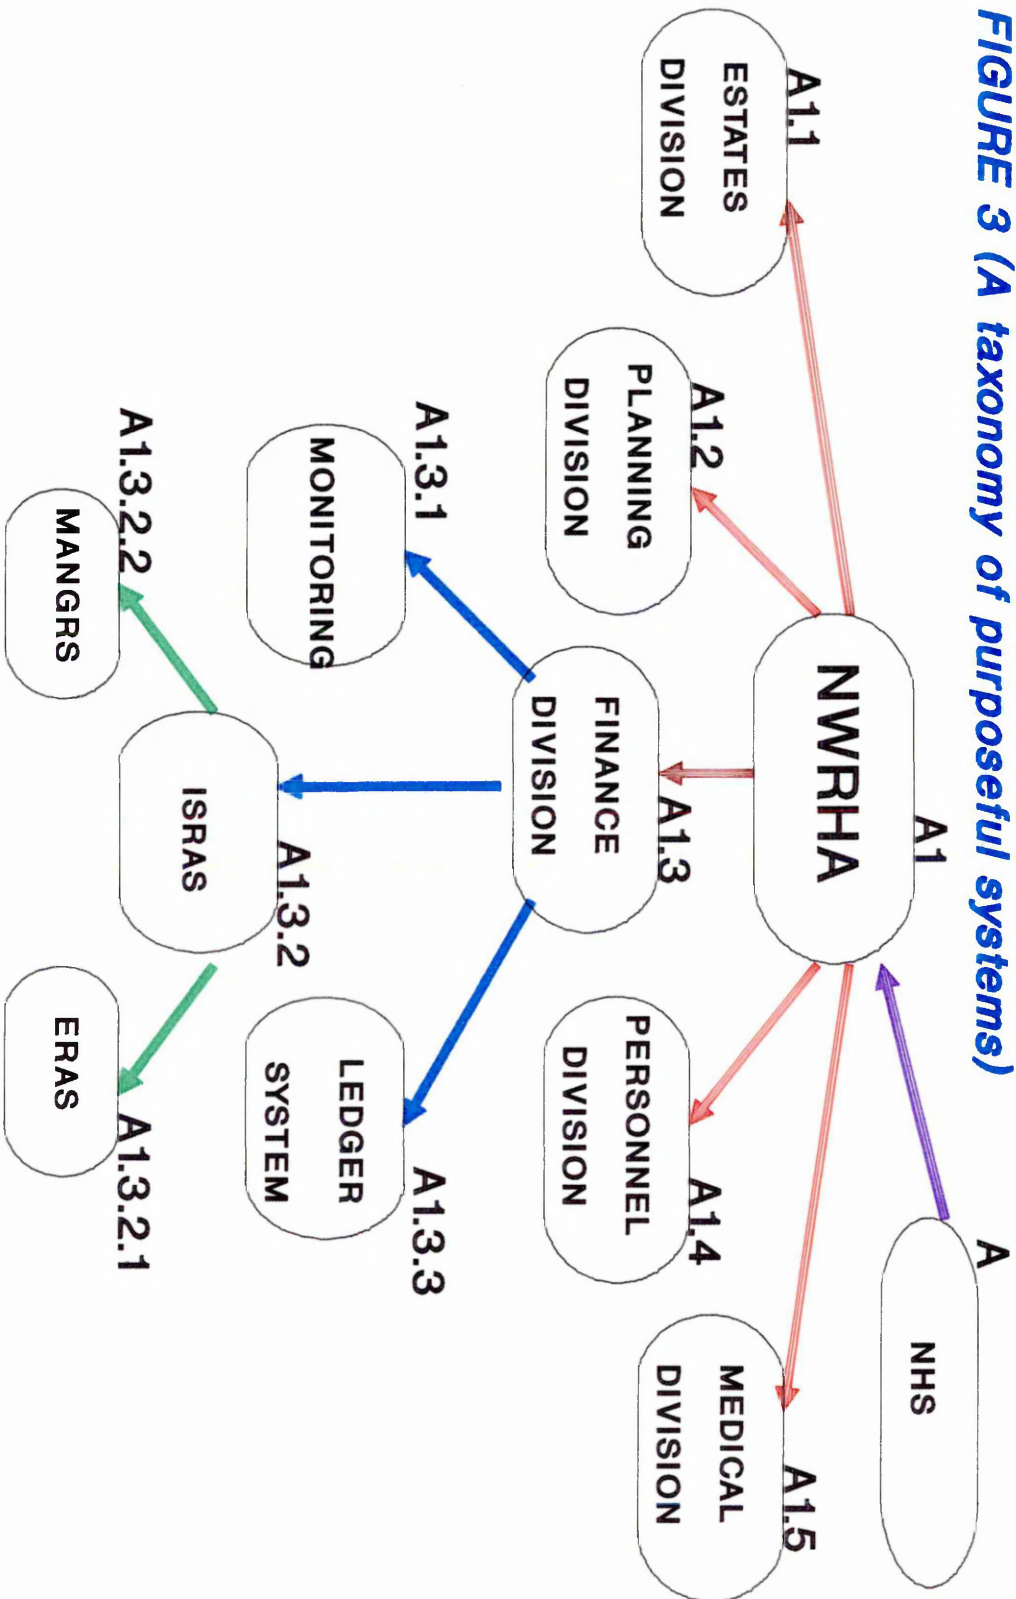 FIGURE 3 (A taxonomy of purposeful systems)
A
NHS
A1
NWRHA
A1.1
ESTATES
DIVISION
A1.2
PLANNING
DIVISION
A1.3
FINANCE
DIVISION
A1.4
PERSONNEL
DIVISION
A1.5
MEDICAL
DIVISION
A1.3.1
MONITORING
A1.3.2
ISRAS
A1.3.3
LEDGER
SYSTEM
A1.3.2.2
MANGRS
A1.3.2.1
ERAS